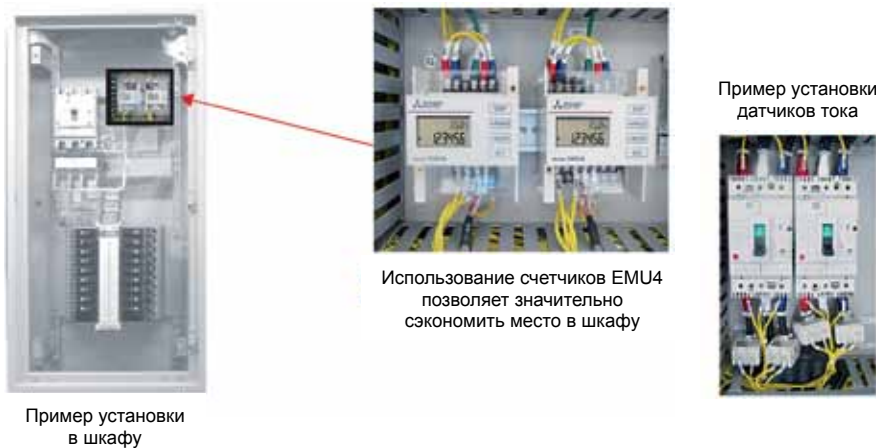 Пример установки
датчиков тока
123456
123456
Использование счетчиков EMU4
позволяет значительно
сэкономить место в шкафу
Пример установки
в шкафу